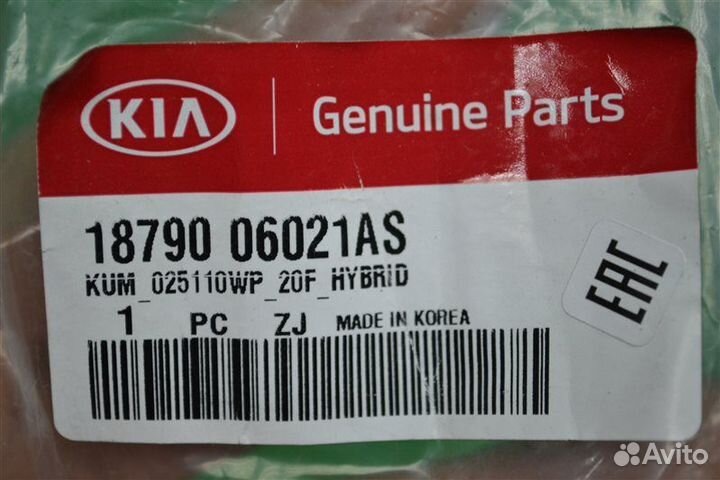 KIA
Genuine Parts
18790 06021AS
KUM_025110WP_20F_HYBRID
1 PC ZJ MADE IN KOREA
EAC
Avito